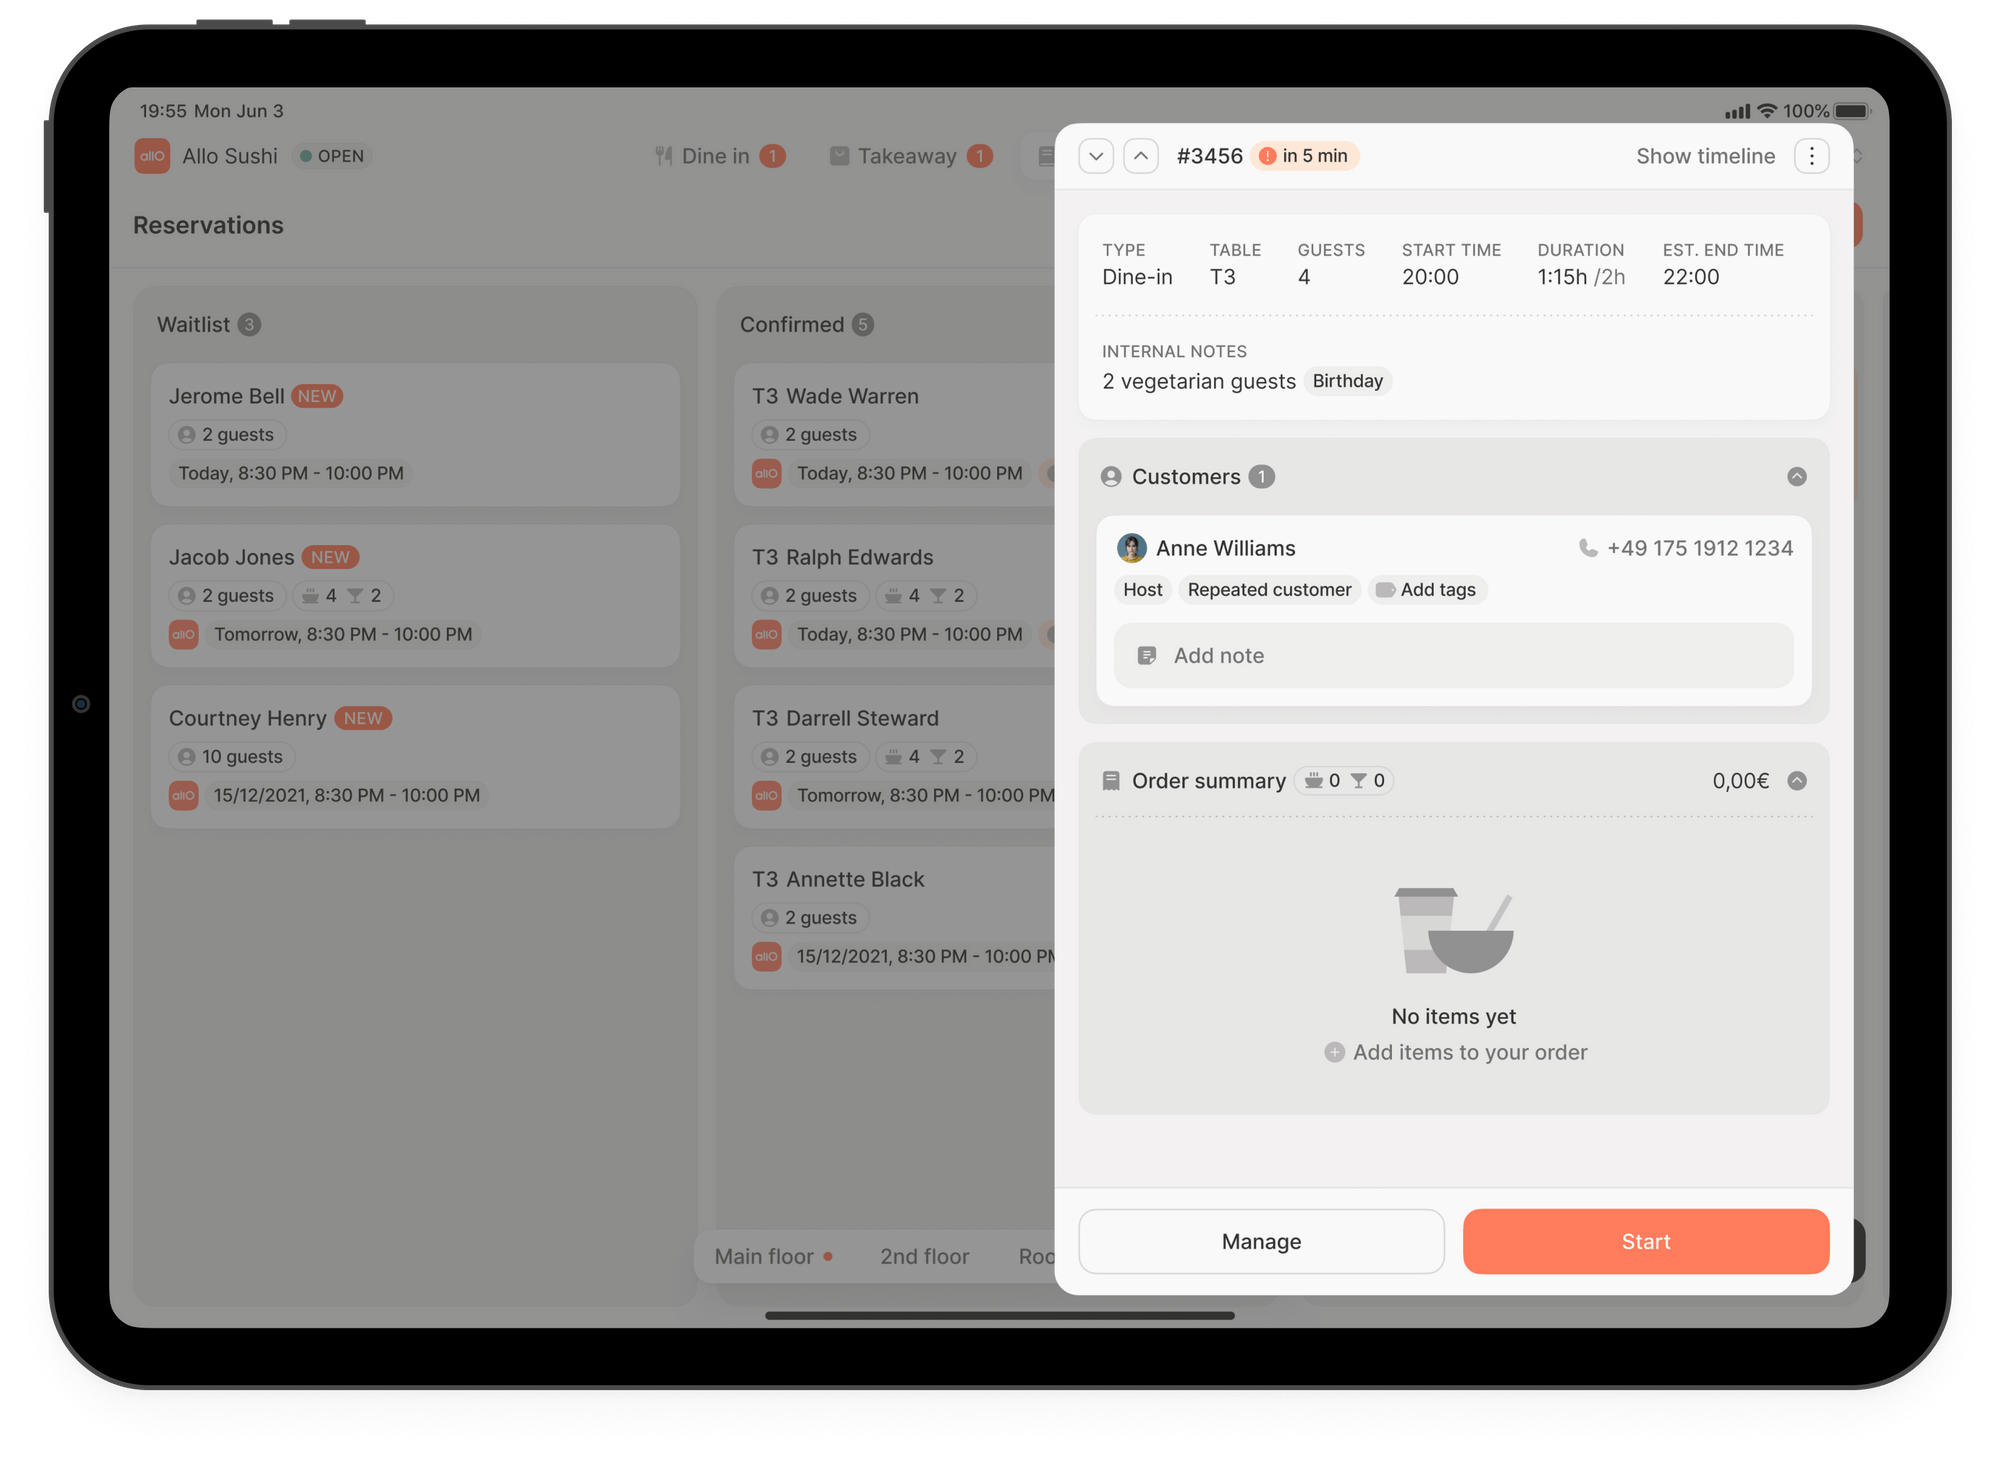 19:55 Mon Jun 3
100%
allO Allo Sushi OPEN
Dine in 1
Takeaway 1
Reservations
Waitlist 3
Jerome Bell NEW
2 guests
Today, 8:30 PM - 10:00 PM
Jacob Jones NEW
2 guests 4 2
allO Tomorrow, 8:30 PM - 10:00 PM
Courtney Henry NEW
10 guests
allO 15/12/2021, 8:30 PM - 10:00 PM
Confirmed 5
T3 Wade Warren
2 guests
allO Today, 8:30 PM - 10:00 PM
T3 Ralph Edwards
2 guests 4 2
allO Today, 8:30 PM - 10:00 PM
T3 Darrell Steward
2 guests 4 2
allO Tomorrow, 8:30 PM - 10:00 PM
T3 Annette Black
2 guests
allO 15/12/2021, 8:30 PM - 10:00
Main floor 2nd floor
#3456 in 5 min
Show timeline
TYPE TABLE GUESTS START TIME DURATION EST. END TIME
Dine-in T3 4 20:00 1:15h /2h 22:00
INTERNAL NOTES
2 vegetarian guests Birthday
Customers 1
Anne Williams +49 175 1912 1234
Host Repeated customer Add tags
Add note
Order summary 0 0 0,00€
No items yet
Add items to your order
Manage Start